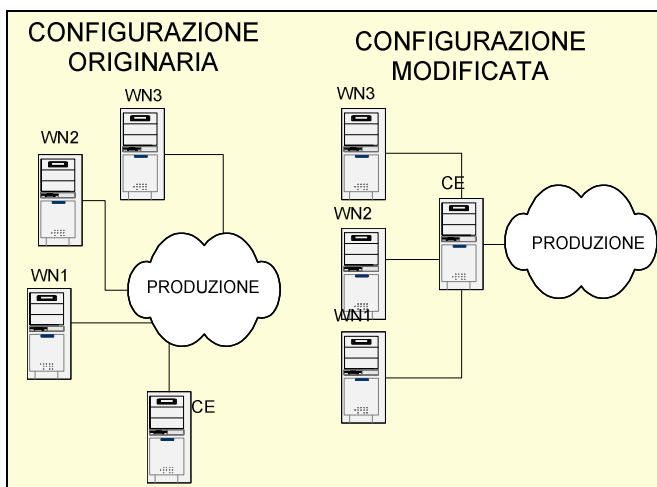 CONFIGURAZIONE
ORIGINARIA
WN3
WN2
WN1
PRODUZIONE
CE
CONFIGURAZIONE
MODIFICATA
WN3
CE
WN2
PRODUZIONE
WN1